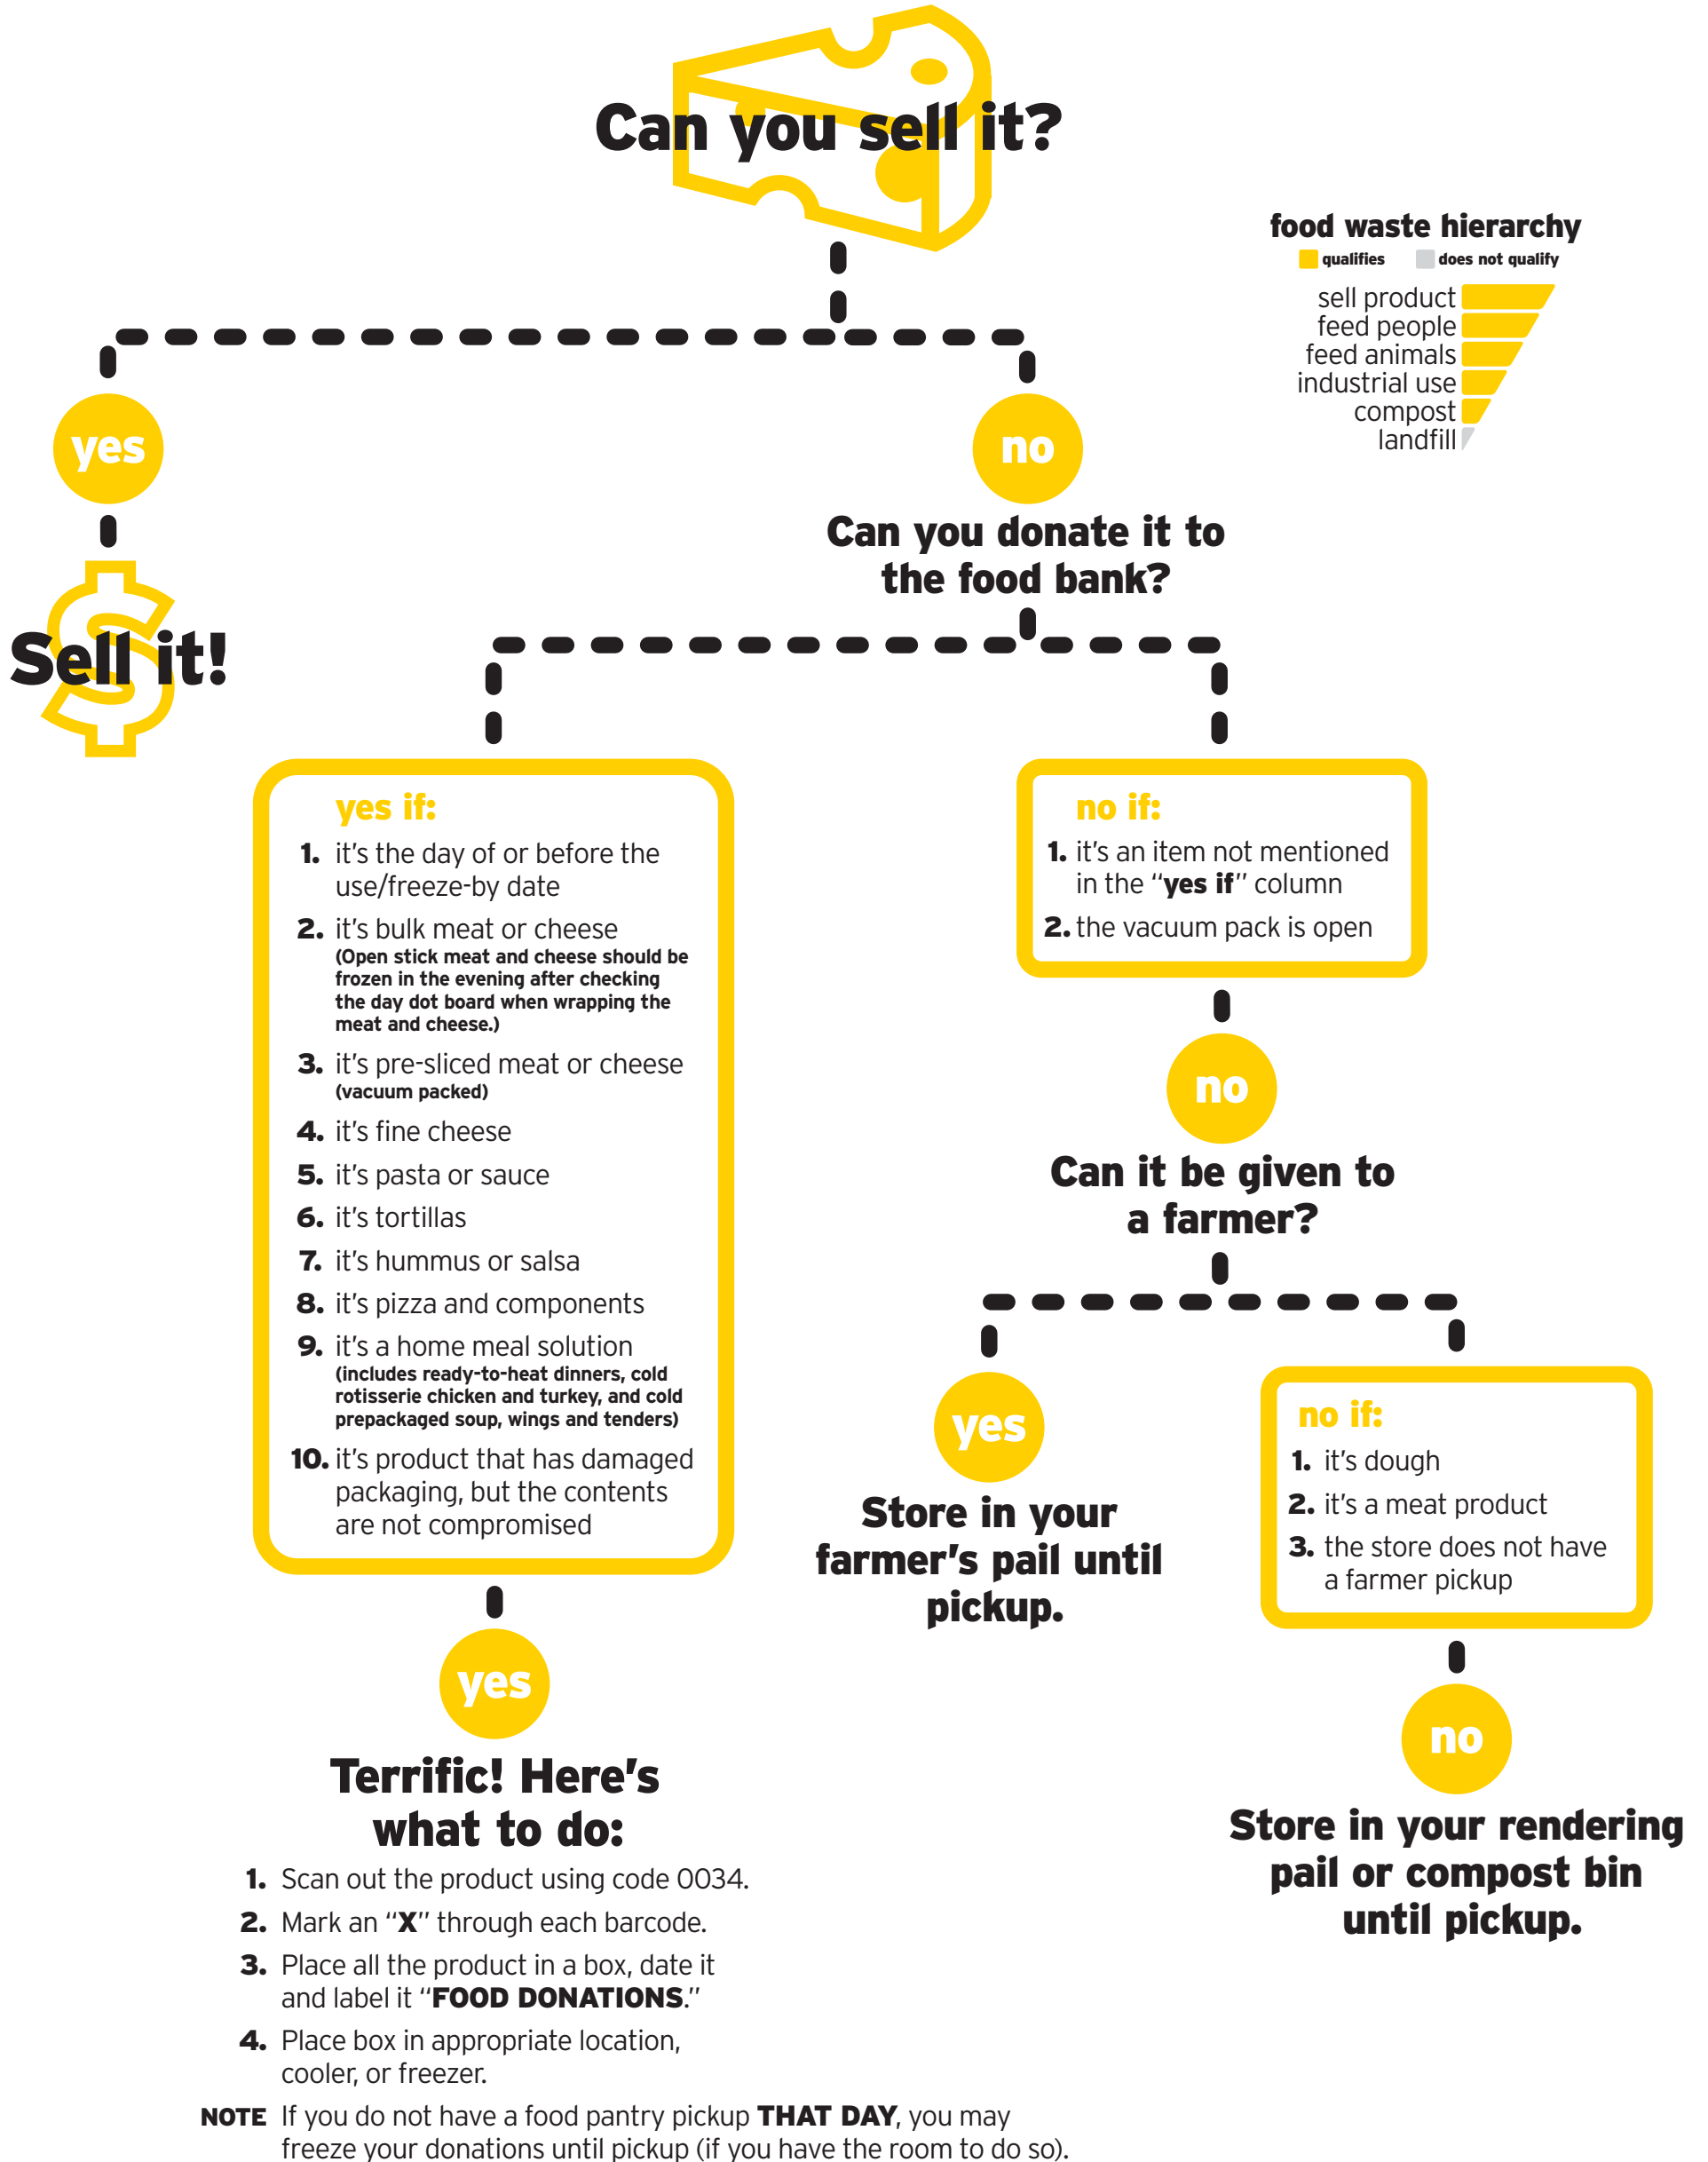 Can you sell it?
food waste hierarchy
qualifies
does not qualify
sell product
feed people
feed animals
industrial use
compost
landfill
yes
no
Sell it!
Can you donate it to
the food bank?
yes if:
1. it's the day of or before the
use/freeze-by date
2. it's bulk meat or cheese
(Open stick meat and cheese should be
frozen in the evening after checking
the day dot board when wrapping the
meat and cheese.)
3. it's pre-sliced meat or cheese
(vacuum packed)
4. it's fine cheese
5. it's pasta or sauce
6. it's tortillas
7. it's hummus or salsa
8. it's pizza and components
9. it's a home meal solution
(includes ready-to-heat dinners, cold
rotisserie chicken and turkey, and cold
prepackaged soup, wings and tenders)
10. it's product that has damaged
packaging, but the contents
are not compromised
yes
Terrific! Here's
what to do:
1. Scan out the product using code 0034.
2. Mark an "X" through each barcode.
3. Place all the product in a box, date it
and label it "FOOD DONATIONS."
4. Place box in appropriate location,
cooler, or freezer.
NOTE If you do not have a food pantry pickup THAT DAY, you may
freeze your donations until pickup (if you have the room to do so).
no if:
1. it's an item not mentioned
in the "yes if" column
2. the vacuum pack is open
no
Can it be given to
a farmer?
yes
Store in your
farmer's pail until
pickup.
no if:
1. it's dough
2. it's a meat product
3. the store does not have
a farmer pickup
no
Store in your rendering
pail or compost bin
until pickup.